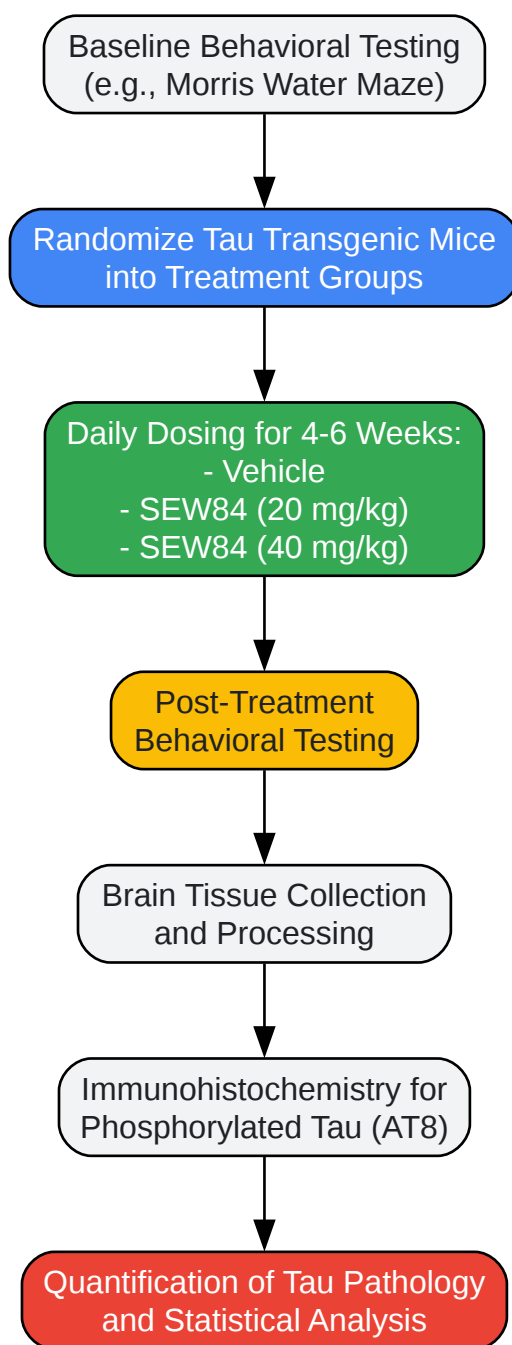 Baseline Behavioral Testing
(e.g., Morris Water Maze)
Randomize Tau Transgenic Mice
into Treatment Groups
Daily Dosing for 4-6 Weeks:
- Vehicle
- SEW84 (20 mg/kg)
- SEW84 (40 mg/kg)
Post-Treatment
Behavioral Testing
Brain Tissue Collection
and Processing
Immunohistochemistry for
Phosphorylated Tau (AT8)
Quantification of Tau Pathology
and Statistical Analysis